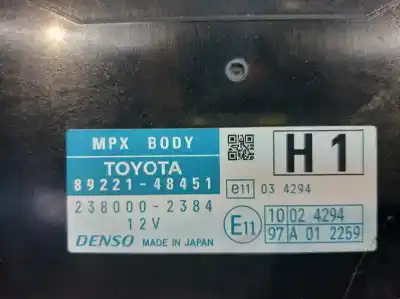 MPX BODY
TOYOTA
89221-48451
238000-2384
12V
DENSO MADE IN JAPAN
H1
e11 03 4294
E11
10 02 4294
97 A 01 2259